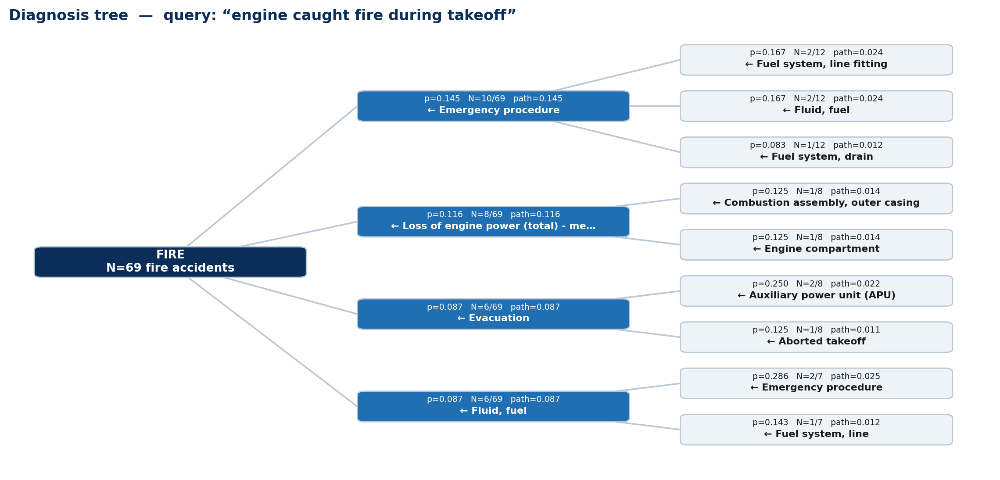 Diagnosis tree — query: “engine caught fire during takeoff”
FIRE
N=69 fire accidents
p=0.145 N=10/69 path=0.145
← Emergency procedure
p=0.167 N=2/12 path=0.024
← Fuel system, line fitting
p=0.167 N=2/12 path=0.024
← Fluid, fuel
p=0.083 N=1/12 path=0.012
← Fuel system, drain
p=0.116 N=8/69 path=0.116
← Loss of engine power (total) - me…
p=0.125 N=1/8 path=0.014
← Combustion assembly, outer casing
p=0.125 N=1/8 path=0.014
← Engine compartment
p=0.087 N=6/69 path=0.087
← Evacuation
p=0.250 N=2/8 path=0.022
← Auxiliary power unit (APU)
p=0.125 N=1/8 path=0.011
← Aborted takeoff
p=0.087 N=6/69 path=0.087
← Fluid, fuel
p=0.286 N=2/7 path=0.025
← Emergency procedure
p=0.143 N=1/7 path=0.012
← Fuel system, line